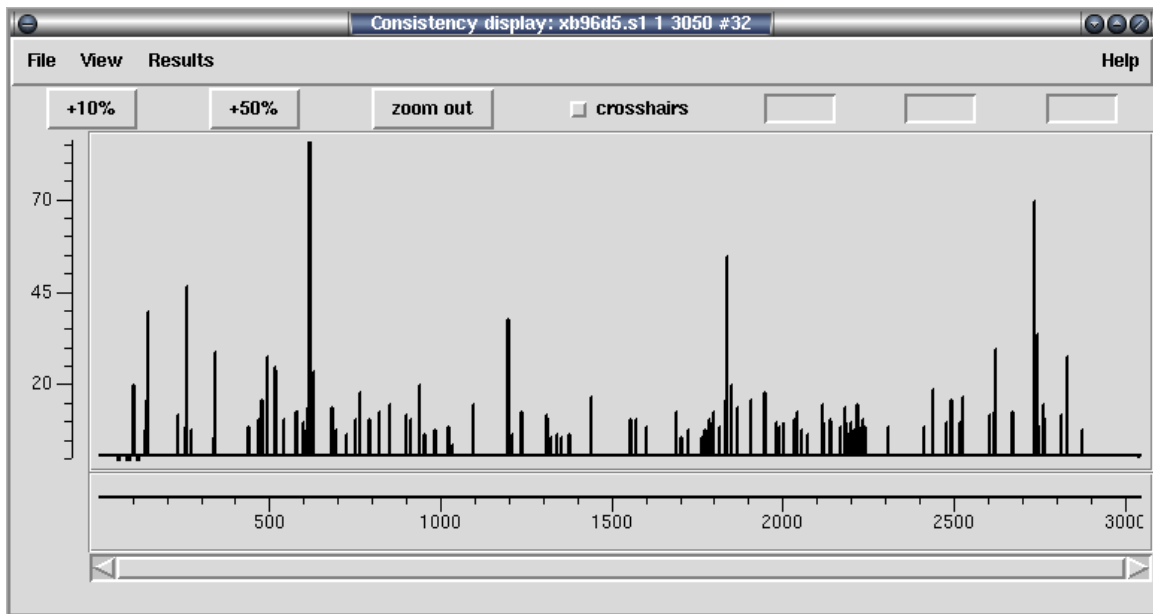 Consistency display: xb96d5.s1 1 3050 #32
File View Results Help
+10% +50% zoom out crosshairs
70
45
20
500 1000 1500 2000 2500 3000